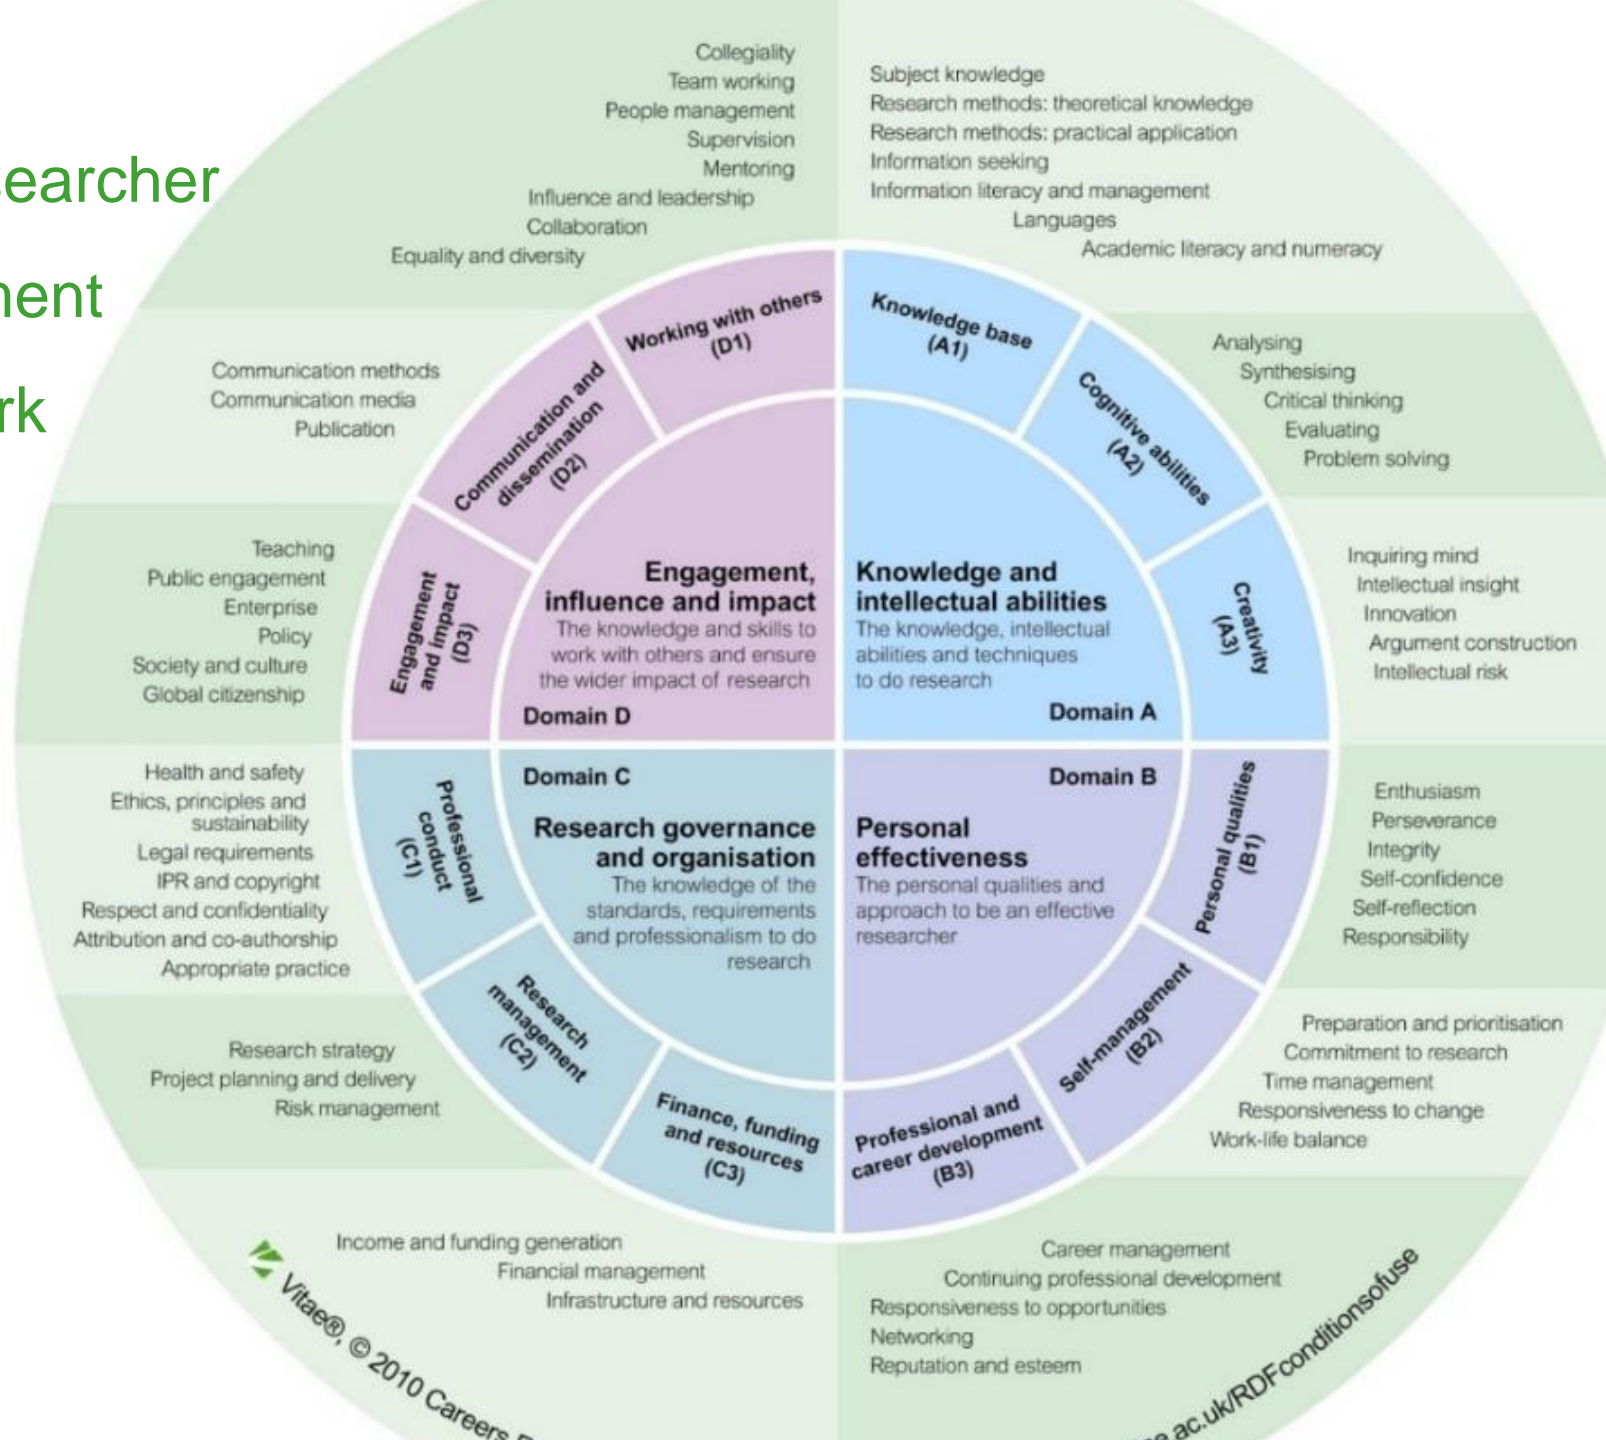 earcher
ment
rk
Collegiality
Team working
People management
Supervision
Mentoring
Influence and leadership
Collaboration
Equality and diversity
Subject knowledge
Research methods: theoretical knowledge
Research methods: practical application
Information seeking
Information literacy and management
Languages
Academic literacy and numeracy
Working with others
(D1)
Knowledge base
(A1)
Communication methods
Communication media
Publication
Communication and
dissemination
(D2)
Cognitive abilities
(A2)
Analysing
Synthesising
Critical thinking
Evaluating
Problem solving
Teaching
Public engagement
Enterprise
Policy
Society and culture
Global citizenship
Engagement
and impact
(D3)
Engagement,
influence and impact
The knowledge and skills to
work with others and ensure
the wider impact of research
Domain D
Knowledge and
intellectual abilities
The knowledge, intellectual
abilities and techniques
to do research
Domain A
Creativity
(A3)
Inquiring mind
Intellectual insight
Innovation
Argument construction
Intellectual risk
Health and safety
Ethics, principles and
sustainability
Legal requirements
IPR and copyright
Respect and confidentiality
Attribution and co-authorship
Appropriate practice
Professional
conduct
(C1)
Domain C
Research governance
and organisation
The knowledge of the
standards, requirements
and professionalism to do
research
Domain B
Personal
effectiveness
The personal qualities and
approach to be an effective
researcher
Personal qualities
(B1)
Enthusiasm
Perseverance
Integrity
Self-confidence
Self-reflection
Responsibility
Research strategy
Project planning and delivery
Risk management
Research
management
(C2)
Self-management
(B2)
Preparation and prioritisation
Commitment to research
Time management
Responsiveness to change
Work-life balance
Finance, funding
and resources
(C3)
Professional and
career development
(B3)
Income and funding generation
Financial management
Infrastructure and resources
Career management
Continuing professional development
Responsiveness to opportunities
Networking
Reputation and esteem
Vitae®, © 2010 Careers
ac.uk/RDFconditionsofuse